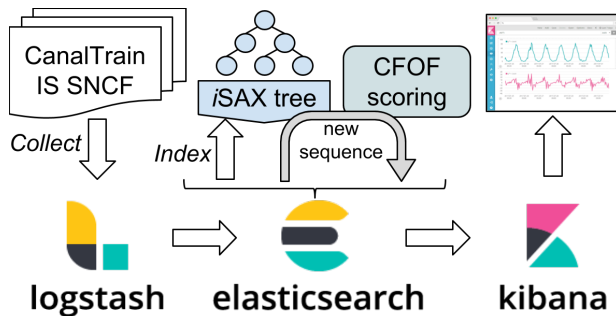 CanalTrain
IS SNCF
iSAX tree
CFOF
scoring
Collect
Index
new
sequence
logstash
elasticsearch
kibana